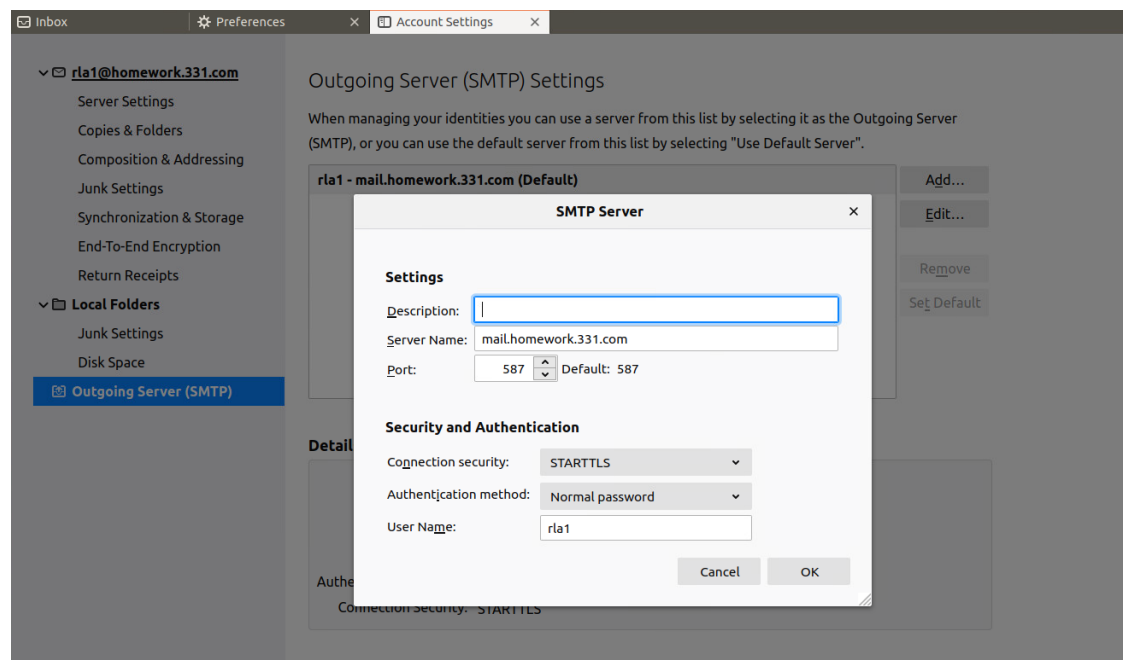 Inbox
Preferences
Account Settings
rla1@homework.331.com
Server Settings
Copies & Folders
Composition & Addressing
Junk Settings
Synchronization & Storage
End-To-End Encryption
Return Receipts
Local Folders
Junk Settings
Disk Space
Outgoing Server (SMTP)
Outgoing Server (SMTP) Settings
When managing your identities you can use a server from this list by selecting it as the Outgoing Server
(SMTP), or you can use the default server from this list by selecting "Use Default Server".
rla1 - mail.homework.331.com (Default)
Add...
Edit...
Remove
Set Default
SMTP Server
Settings
Description:
Server Name: mail.homework.331.com
Port: 587 Default: 587
Security and Authentication
Connection security: STARTTLS
Authentication method: Normal password
User Name: rla1
Cancel OK
Detail
Authe
Connection Security: STARTTLS